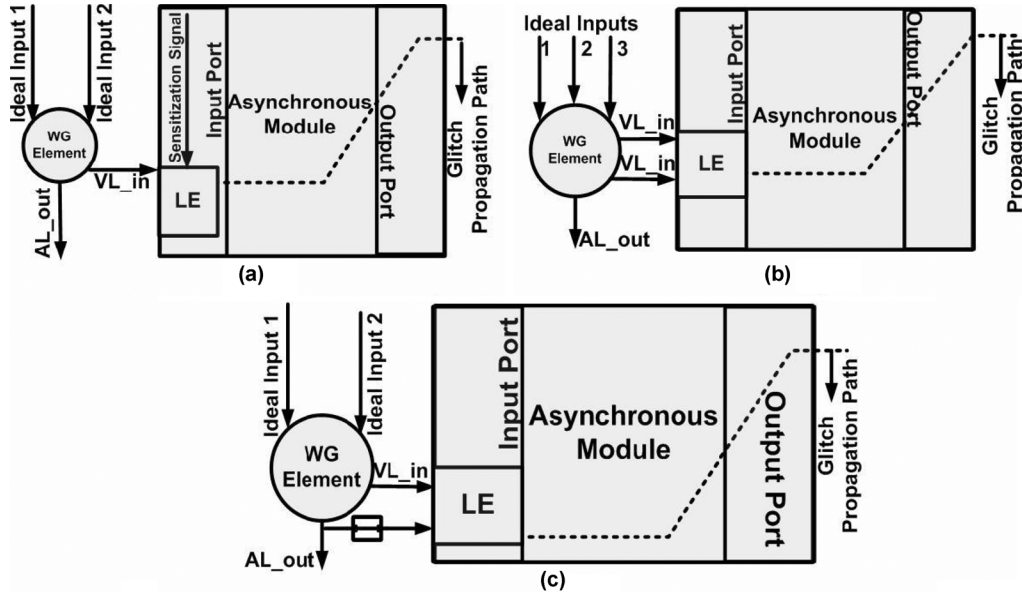 Ideal Input 1
Ideal Input 2
WG
Element
AL_out
VL_in
Sensitization Signal
Input Port
LE
Asynchronous
Module
Output Port
Glitch
Propagation Path
(a)
Ideal Inputs
1 2 3
WG
Element
VL_in
VL_in
AL_out
Input Port
LE
Asynchronous
Module
Output Port
Glitch
Propagation Path
(b)
Ideal Input 1
Ideal Input 2
WG
Element
VL_in
AL_out
Input Port
LE
Asynchronous
Module
Output Port
Glitch
Propagation Path
(c)